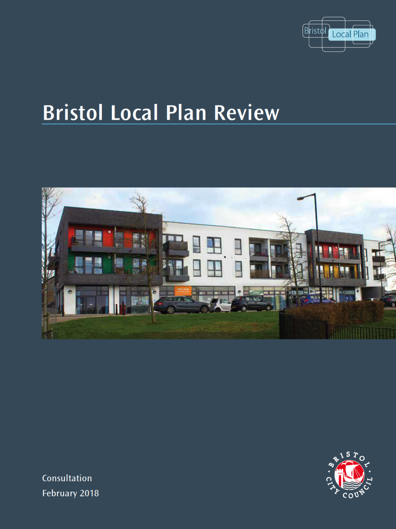 Bristol
Local Plan
Bristol Local Plan Review
Consultation
February 2018
BRISTOL
CITY COUNCIL